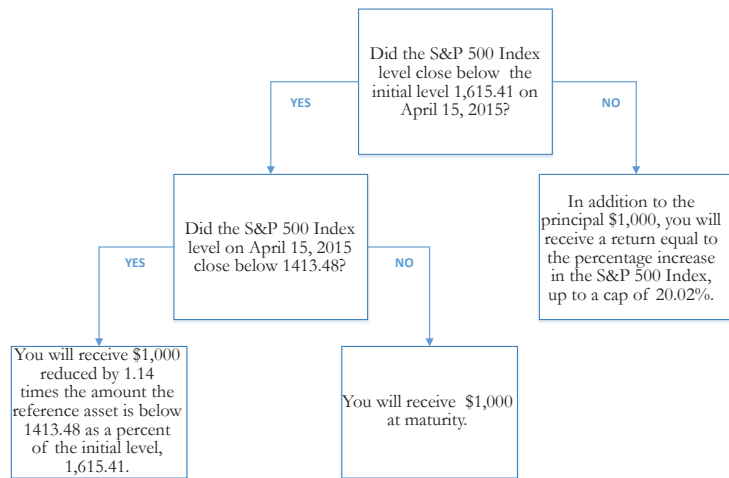 Did the S&P 500 Index
level close below the
initial level 1,615.41 on
April 15, 2015?
YES
NO
Did the S&P 500 Index
level on April 15, 2015
close below 1413.48?
In addition to the
principal $1,000, you will
receive a return equal to
the percentage increase
in the S&P 500 Index,
up to a cap of 20.02%.
YES
NO
You will receive $1,000
reduced by 1.14
times the amount the
reference asset is below
1413.48 as a percent
of the initial level,
1,615.41.
You will receive $1,000
at maturity.